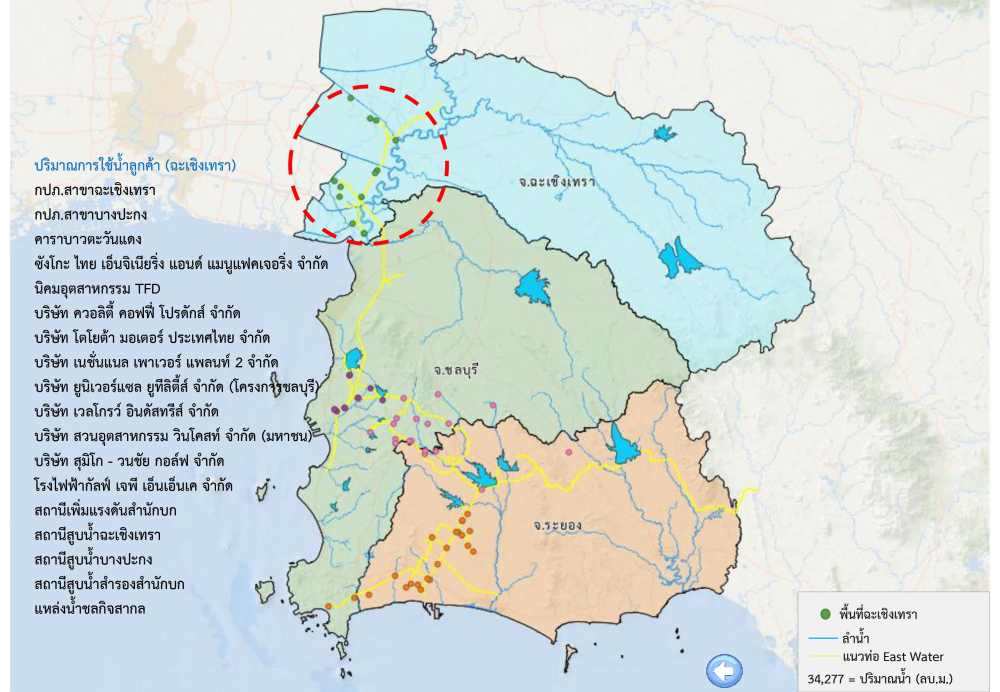 ปริมาณการใช้น้ำลูกค้า (ฉะเชิงเทรา)
กปภ.สาขาฉะเชิงเทรา
กปภ.สาขาบางปะกง
คาราบาวตะวันแดง
ซังโกะ ไทย เอ็นจิเนียริ่ง แอนด์ แมนูแฟคเจอริ่ง จำกัด
นิคมอุตสาหกรรม TFD
บริษัท ควอลิตี้ คอฟฟี่ โปรดักส์ จำกัด
บริษัท โตโยต้า มอเตอร์ ประเทศไทย จำกัด
บริษัท เนชั่นแนล เพาเวอร์ แพลนท์ 2 จำกัด
บริษัท ยูนิเวอร์แซล ยูทีลิตี้ส์ จำกัด (โครงการชลบุรี)
บริษัท เวลโกรว์ อินดัสทรีส์ จำกัด
บริษัท สวนอุตสาหกรรม วินโคสท์ จำกัด (มหาชน)
บริษัท สุมิโก - วนชัย กอล์ฟ จำกัด
โรงไฟฟ้ากัลฟ์ เจพี เอ็นเอ็นเค จำกัด
สถานีเพิ่มแรงดันสำนักบก
สถานีสูบน้ำฉะเชิงเทรา
สถานีสูบน้ำบางปะกง
สถานีสูบน้ำสำรองสำนักบก
แหล่งน้ำชลกิจสากล
จ.ฉะเชิงเทรา
จ.ชลบุรี
จ.ระยอง
พื้นที่ฉะเชิงเทรา
ลำน้ำ
แนวท่อ East Water
34,277 = ปริมาณน้ำ (ลบ.ม.)